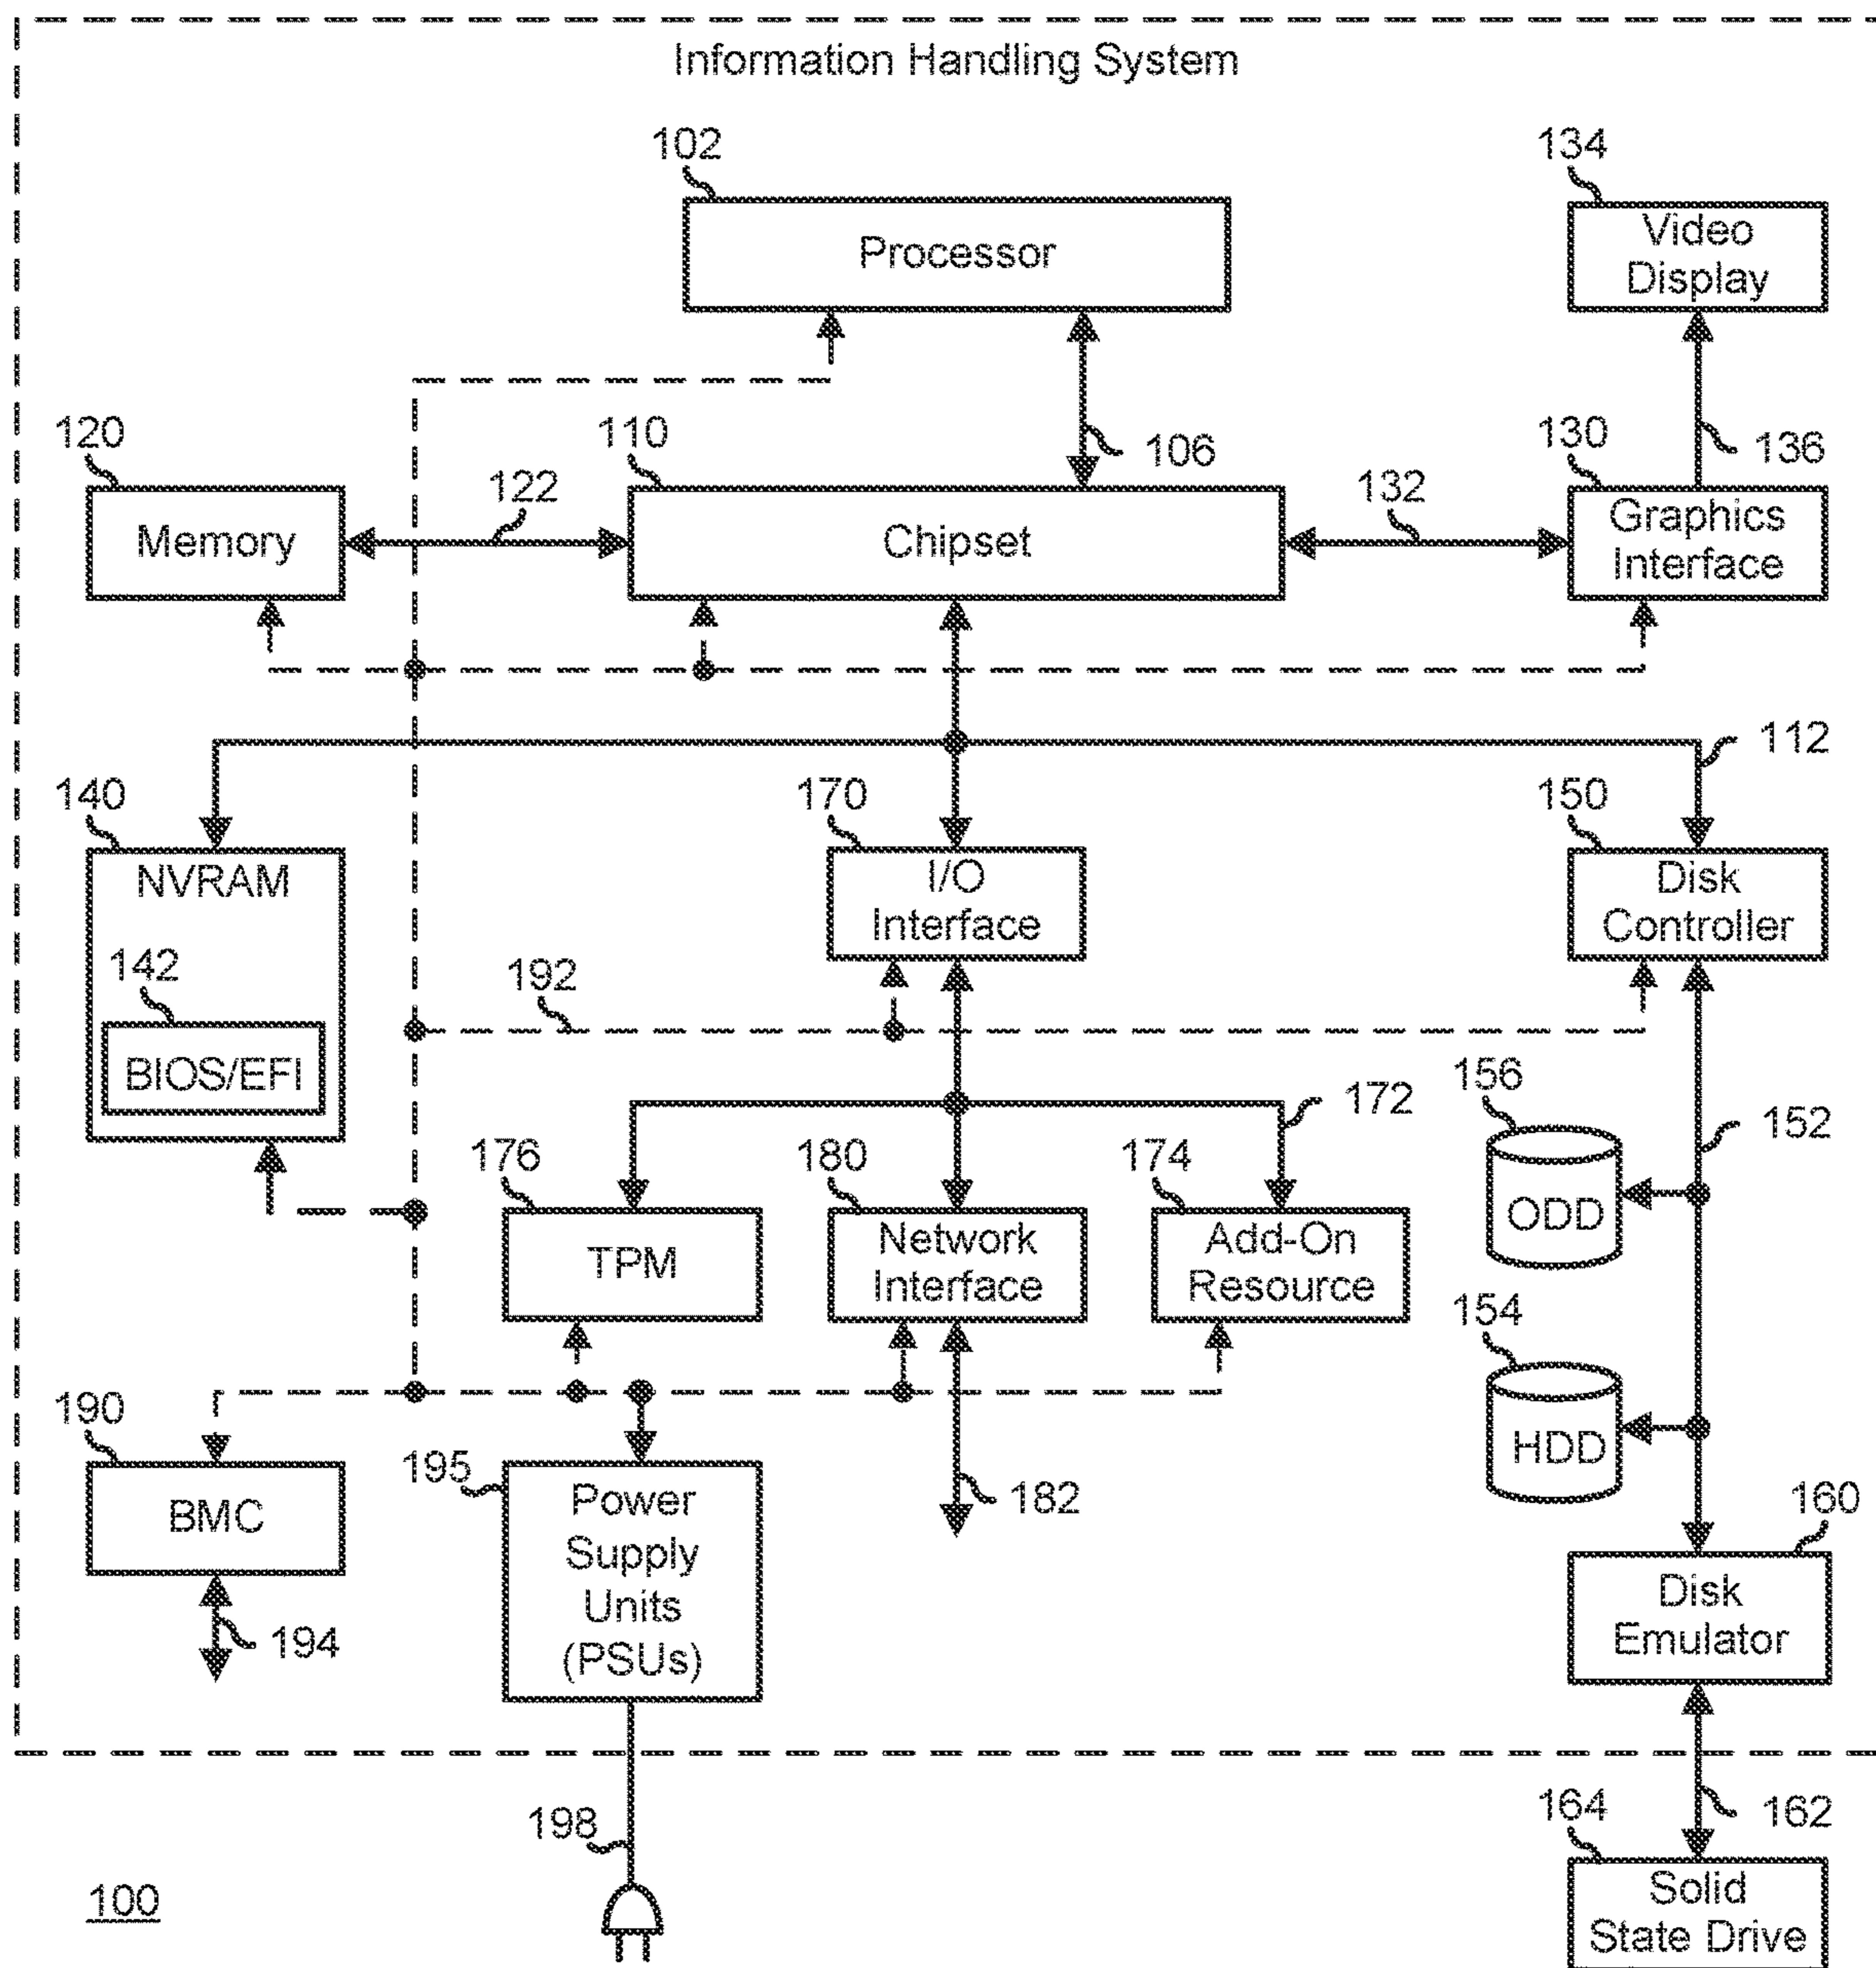 Information Handling System
102
134
Processor
Video
Display
120
110
106
130
136
122
132
Memory
Chipset
Graphics
Interface
112
140
170
150
NVRAM
I/O
Interface
Disk
Controller
142
192
BIOS/EFI
156
172
152
176
180
174
ODD
TPM
Network
Interface
Add-On
Resource
154
190
HDD
195
182
160
BMC
Power
Supply
Units
(PSUs)
194
Disk
Emulator
198
164
162
100
Solid
State Drive